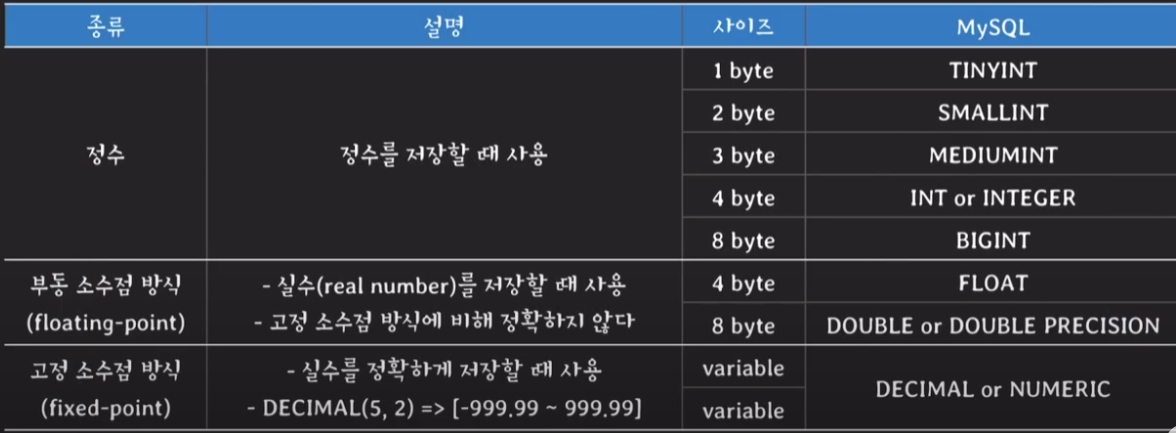 종류 설명 사이즈 MySQL
정수 정수를 저장할 때 사용
1 byte TINYINT
2 byte SMALLINT
3 byte MEDIUMINT
4 byte INT or INTEGER
8 byte BIGINT
부동 소수점 방식
(floating-point)
- 실수(real number)를 저장할 때 사용
- 고정 소수점 방식에 비해 정확하지 않다
4 byte FLOAT
8 byte DOUBLE or DOUBLE PRECISION
고정 소수점 방식
(fixed-point)
- 실수를 정확하게 저장할 때 사용
- DECIMAL(5, 2) => [-999.99 ~ 999.99]
variable
variable
DECIMAL or NUMERIC